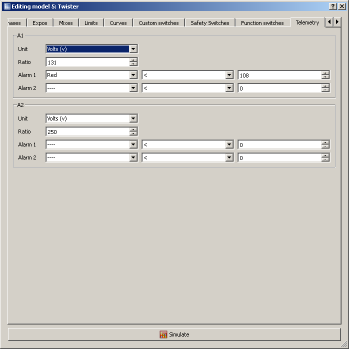 Editing model 5: Twister
Expos Mixes Limits Curves Custom switches Safety Switches Function switches Telemetry
A1
Unit Volts (v)
Ratio 131
Alarm 1 Red < 108
Alarm 2 ---- < 0
A2
Unit Volts (v)
Ratio 250
Alarm 1 ---- < 0
Alarm 2 ---- < 0
Simulate